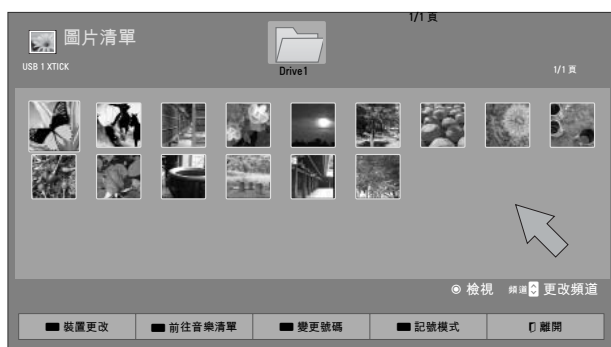 1/1 頁
圖片清單
USB 1 XTICK
Drive1
1/1 頁
◉ 檢視 頻道 更改頻道
裝置更改 前往音樂清單 變更號碼 記號模式 離開